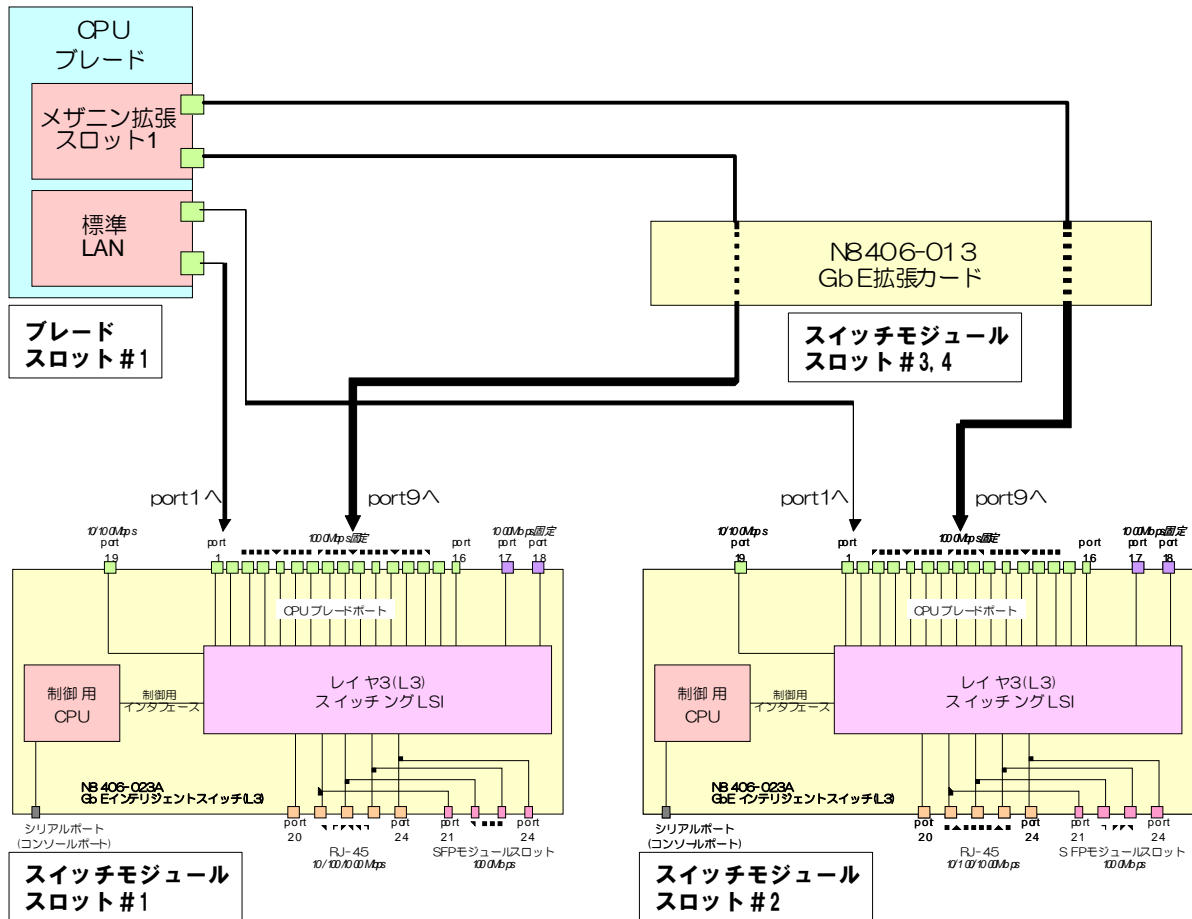 CPU
ブレード
メザニン拡張
スロット1
標準
LAN
ブレード
スロット#1
N8406-013
GbE拡張カード
スイッチモジュール
スロット#3, 4
port1へ
port9へ
port1へ
port9へ
10/100Mbps
port
19
port
1
1000Mbps固定
16
1000Mbps固定
port
17
port
18
CPUブレードポート
レイヤ3(L3)
スイッチングLSI
制御用
CPU
制御用
インタフェース
N8406-023A
GbEインテリジェントスイッチ(L3)
シリアルポート
(コンソールポート)
port
20
port
24
port
21
port
24
RJ-45
10/100/1000Mbps
SFPモジュールスロット
1000Mbps
スイッチモジュール
スロット#1
10/100Mbps
port
19
port
1
1000Mbps固定
port
16
1000Mbps固定
port
17
port
18
CPUブレードポート
レイヤ3(L3)
スイッチングLSI
制御用
CPU
制御用
インタフェース
N8406-023A
GbEインテリジェントスイッチ(L3)
シリアルポート
(コンソールポート)
port
20
port
24
port
21
port
24
RJ-45
10/100/1000Mbps
SFPモジュールスロット
1000Mbps
スイッチモジュール
スロット#2